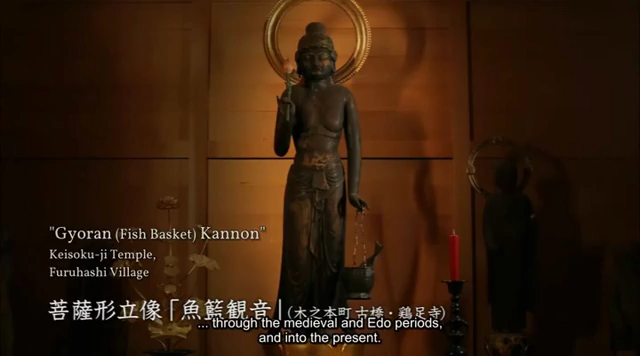 "Gyoran (Fish Basket) Kannon"
Keisoku-ji Temple,
Furuhashi Village
菩薩形立像「魚籃観音」(木之本町 古橋・鶏足寺)
... through the medieval and Edo periods,
and into the present.